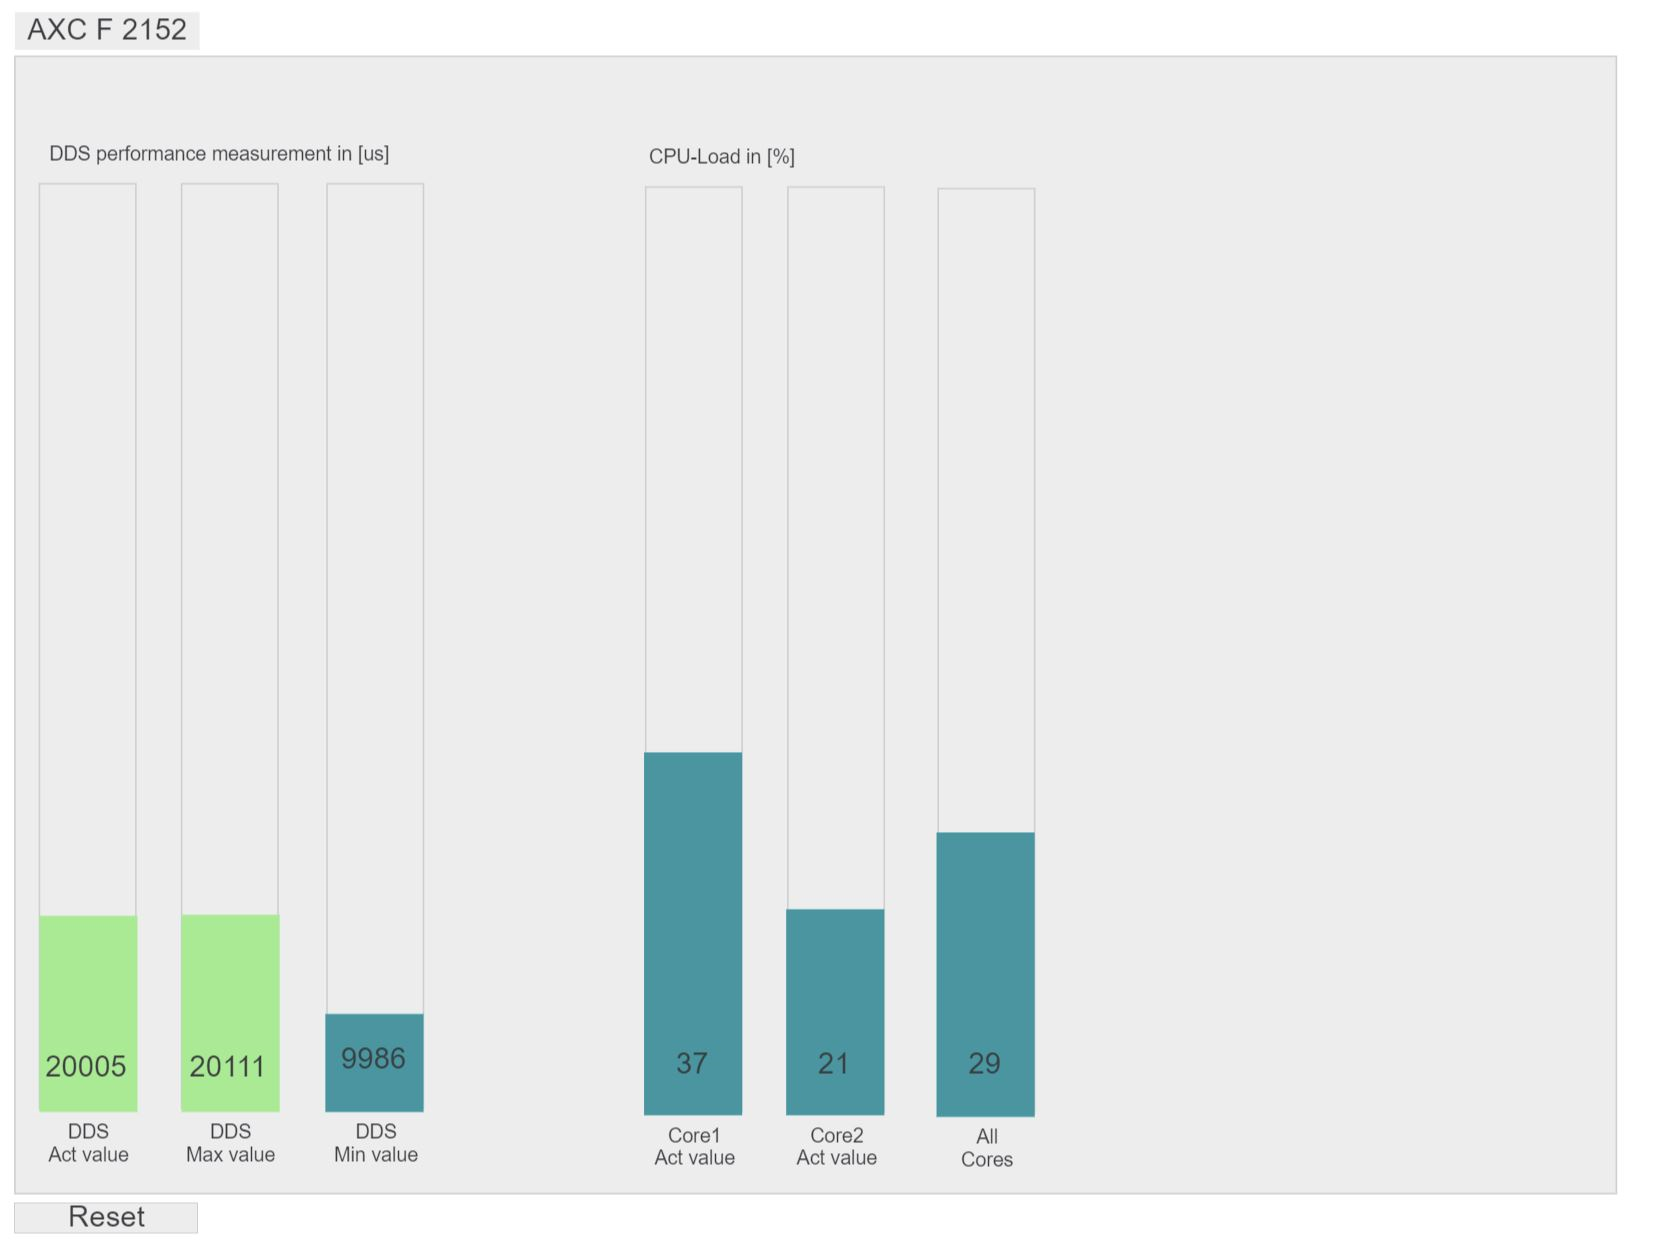 AXC F 2152
DDS performance measurement in [us]
CPU-Load in [%]
20005
20111
9986
37
21
29
DDS
Act value
DDS
Max value
DDS
Min value
Core1
Act value
Core2
Act value
All
Cores
Reset